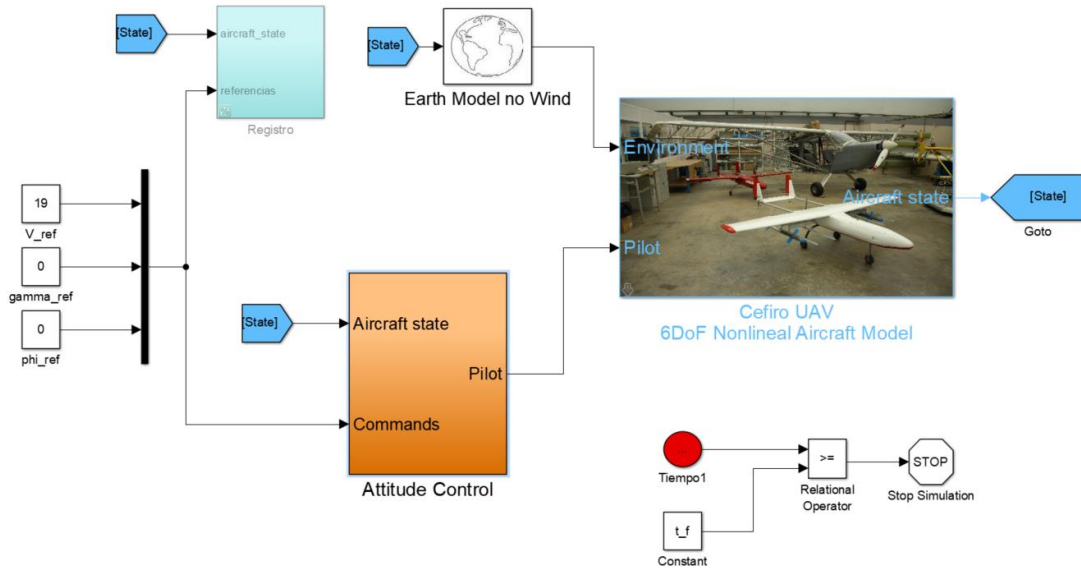 [State]
aircraft_state
referencias
Registro
[State]
Earth Model no Wind
Environment
Aircraft state
Pilot
[State]
Goto
Cefiro UAV
6DoF Nonlineal Aircraft Model
19
V_ref
0
gamma_ref
0
phi_ref
[State]
Aircraft state
Pilot
Commands
Attitude Control
...
Tiempo1
>=
Relational
Operator
STOP
Stop Simulation
t_f
Constant